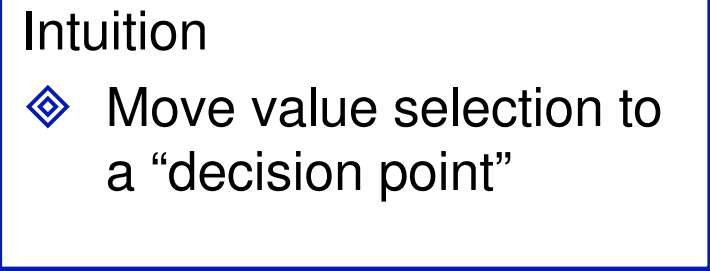 Intuition
Move value selection to
a “decision point”